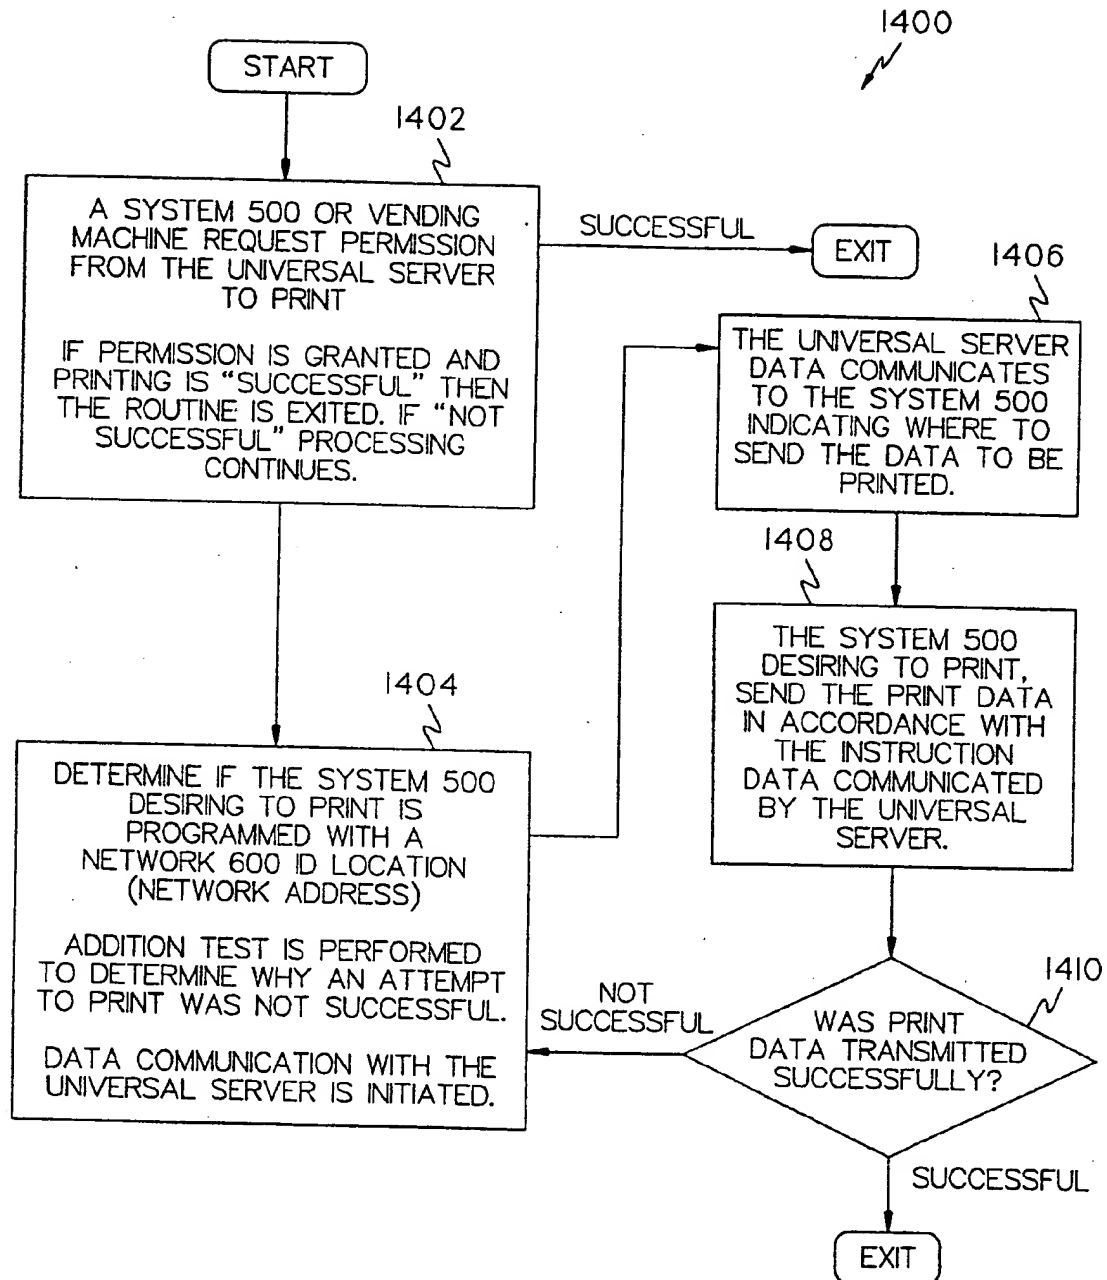 1400
START
1402
A SYSTEM 500 OR VENDING
MACHINE REQUEST PERMISSION
FROM THE UNIVERSAL SERVER
TO PRINT
IF PERMISSION IS GRANTED AND
PRINTING IS “SUCCESSFUL” THEN
THE ROUTINE IS EXITED. IF “NOT
SUCCESSFUL” PROCESSING
CONTINUES.
SUCCESSFUL
EXIT
1404
DETERMINE IF THE SYSTEM 500
DESIRING TO PRINT IS
PROGRAMMED WITH A
NETWORK 600 ID LOCATION
(NETWORK ADDRESS)
ADDITION TEST IS PERFORMED
TO DETERMINE WHY AN ATTEMPT
TO PRINT WAS NOT SUCCESSFUL.
DATA COMMUNICATION WITH THE
UNIVERSAL SERVER IS INITIATED.
1406
THE UNIVERSAL SERVER
DATA COMMUNICATES
TO THE SYSTEM 500
INDICATING WHERE TO
SEND THE DATA TO BE
PRINTED.
1408
THE SYSTEM 500
DESIRING TO PRINT,
SEND THE PRINT DATA
IN ACCORDANCE WITH
THE INSTRUCTION
DATA COMMUNICATED
BY THE UNIVERSAL
SERVER.
1410
WAS PRINT
DATA TRANSMITTED
SUCCESSFULLY?
NOT
SUCCESSFUL
SUCCESSFUL
EXIT